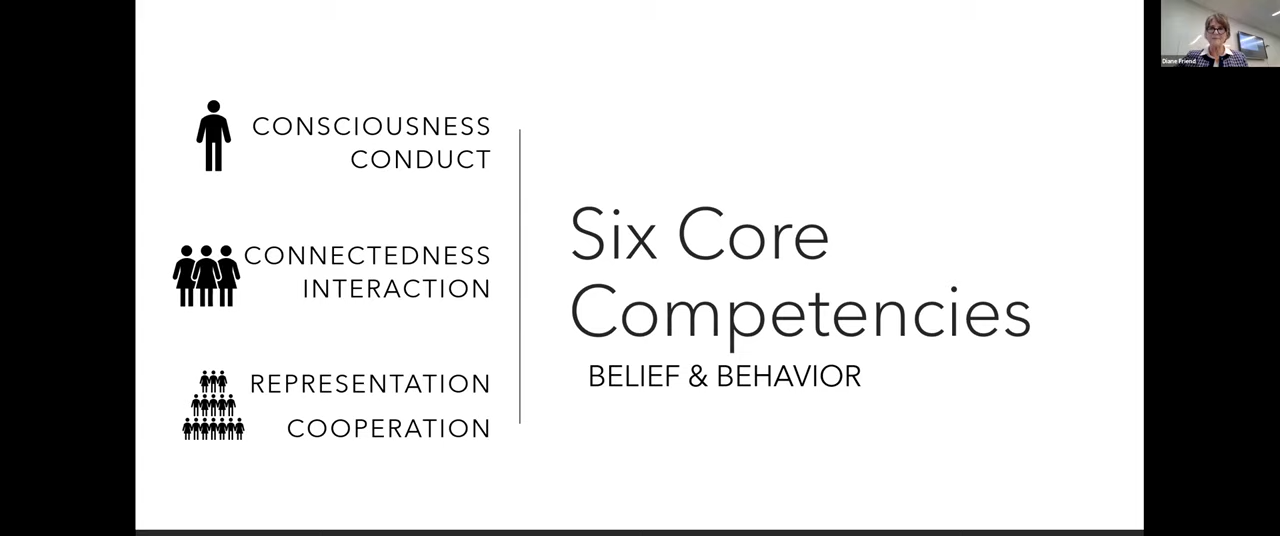 CONSCIOUSNESS
CONDUCT
CONNECTEDNESS
INTERACTION
REPRESENTATION
COOPERATION
Six Core
Competencies
BELIEF & BEHAVIOR
Diane Friend